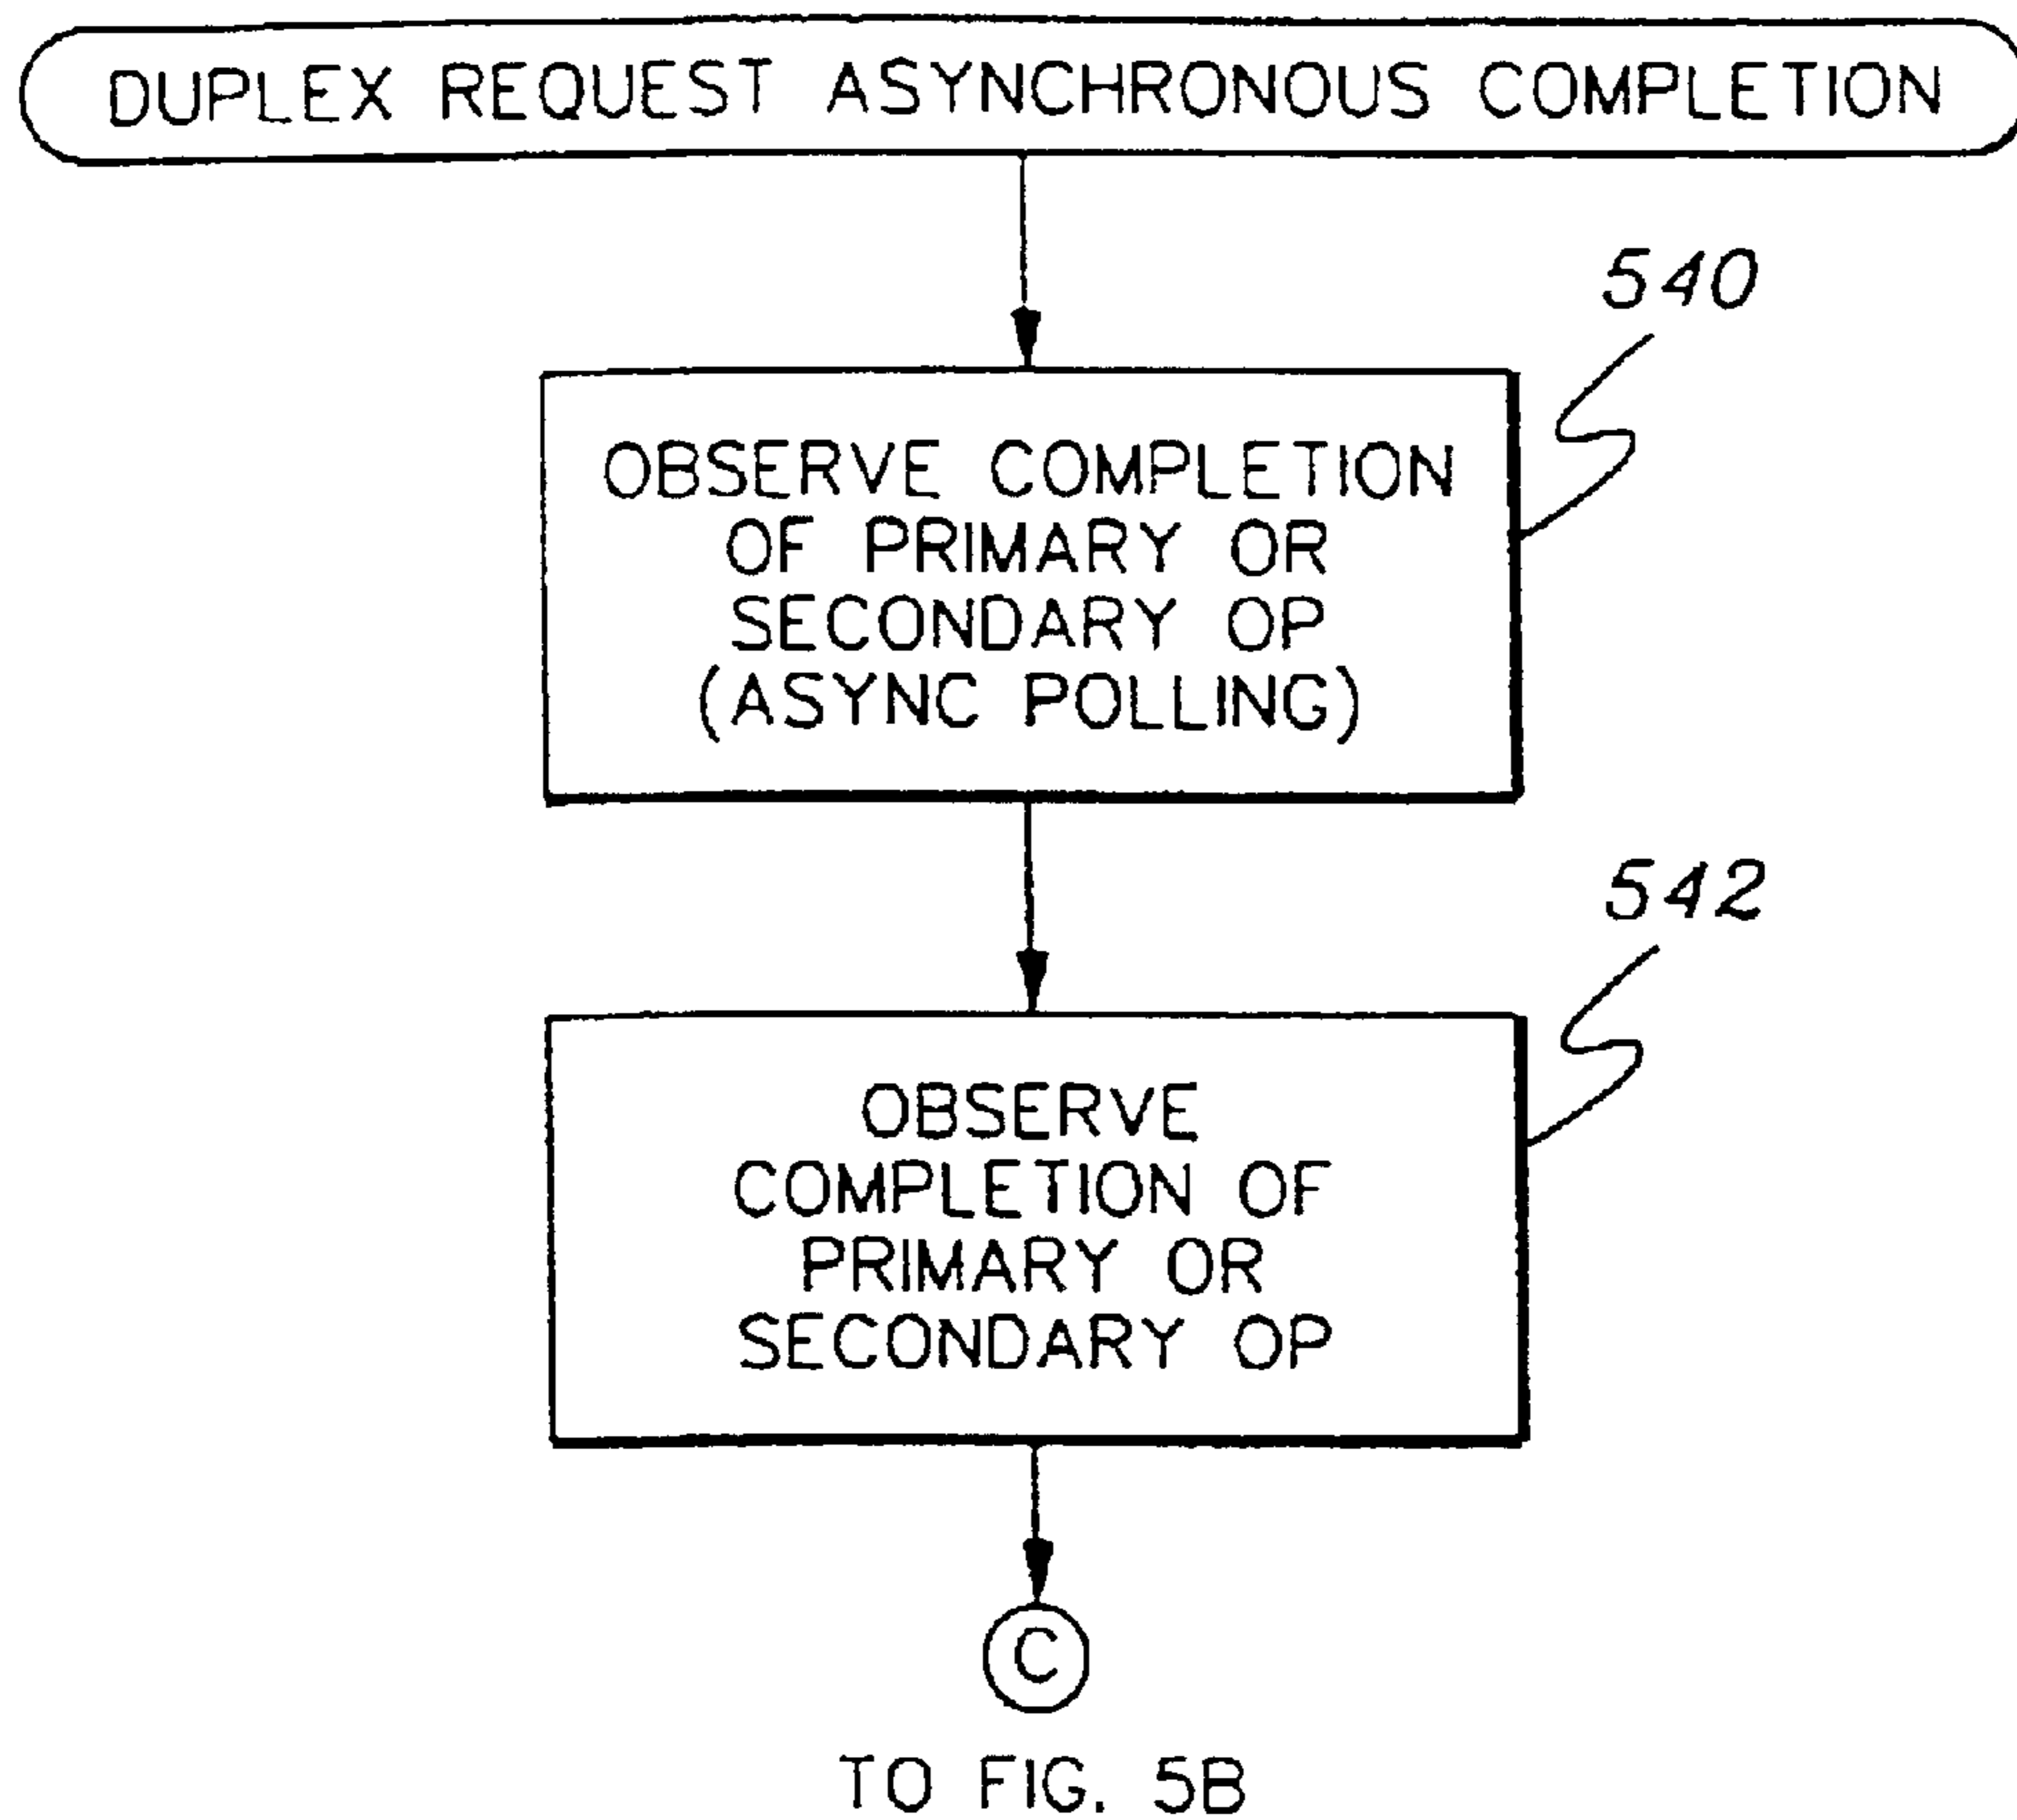 DUPLEX REQUEST ASYNCHRONOUS COMPLETION
540
OBSERVE COMPLETION
OF PRIMARY OR
SECONDARY OP
(ASYNC POLLING)
542
OBSERVE
COMPLETION OF
PRIMARY OR
SECONDARY OP
C
TO FIG. 5B